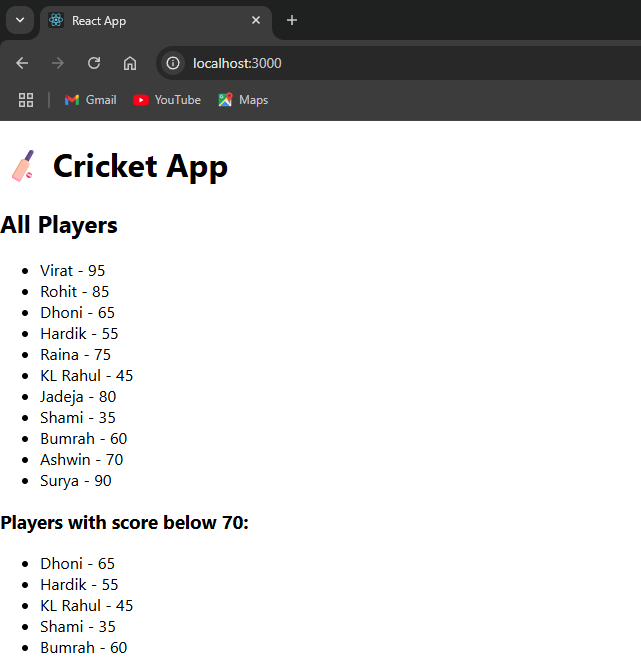 React App
localhost:3000
Gmail YouTube Maps
Cricket App
All Players
Virat - 95
Rohit - 85
Dhoni - 65
Hardik - 55
Raina - 75
KL Rahul - 45
Jadeja - 80
Shami - 35
Bumrah - 60
Ashwin - 70
Surya - 90
Players with score below 70:
Dhoni - 65
Hardik - 55
KL Rahul - 45
Shami - 35
Bumrah - 60